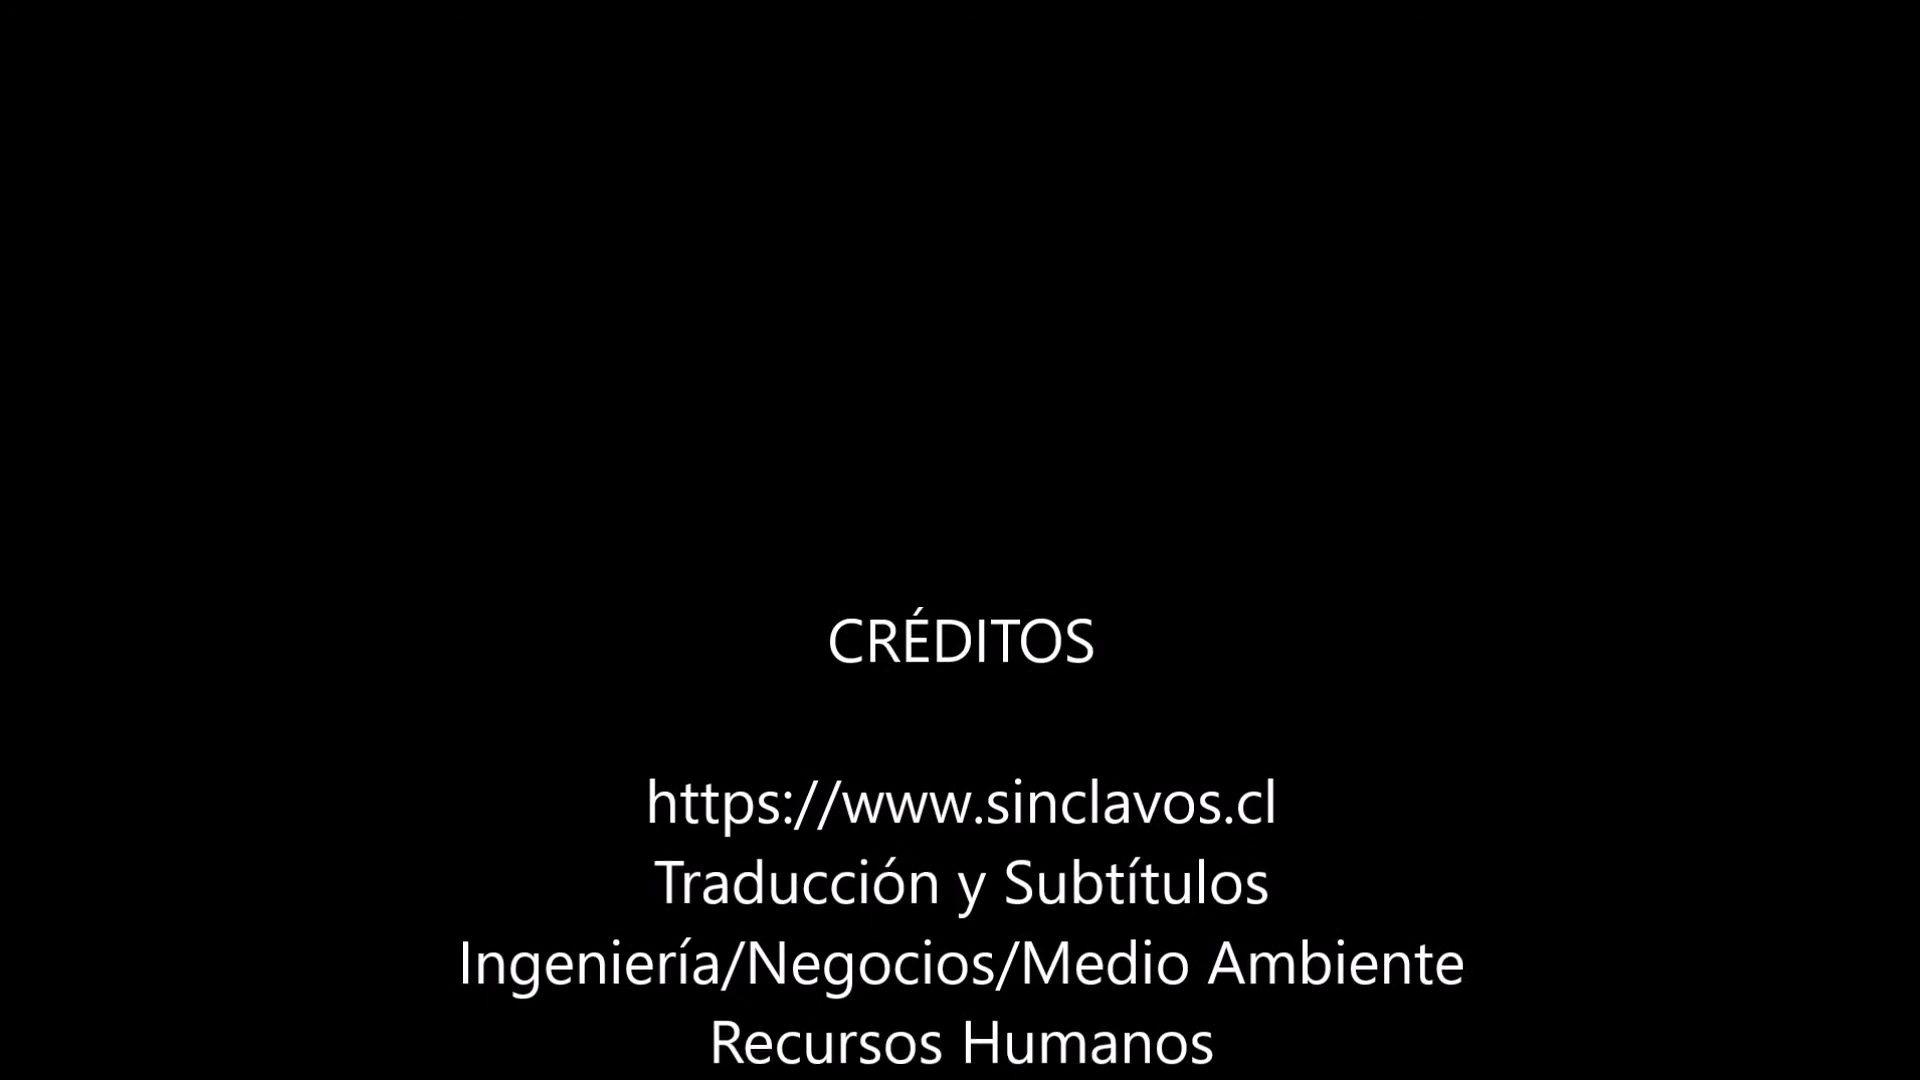 CRÉDITOS
https://www.sinclavos.cl
Traducción y Subtítulos
Ingeniería/Negocios/Medio Ambiente
Recursos Humanos